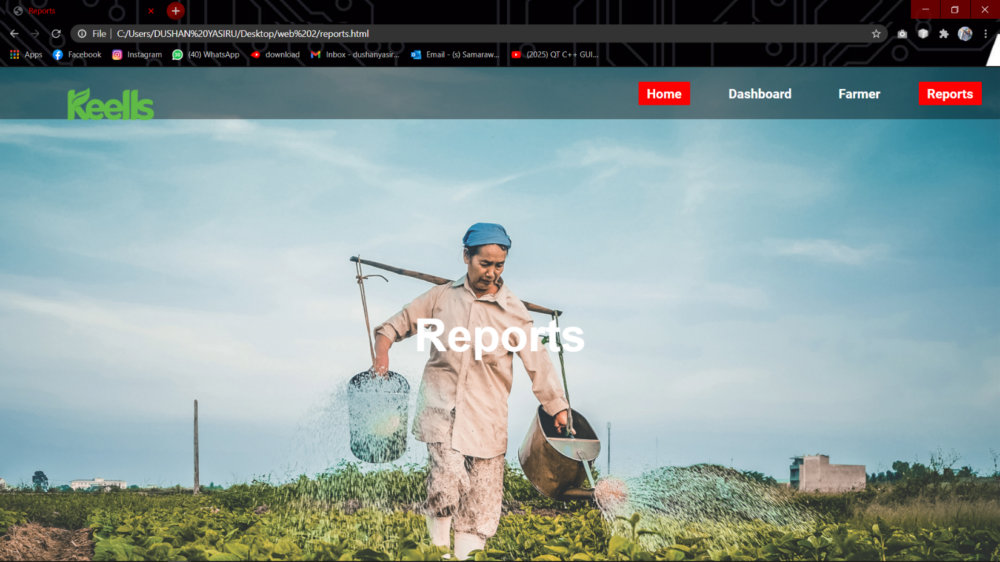 Reports
File C:/Users/DUSHAN%20YASIRU/Desktop/web%202/reports.html
Apps Facebook Instagram 30 (40) WhatsApp download Inbox - dushanyasir... Email - (s) Samaraw... (2025) QT C++ GUI...
Keells Home Dashboard Farmer Reports
Reports